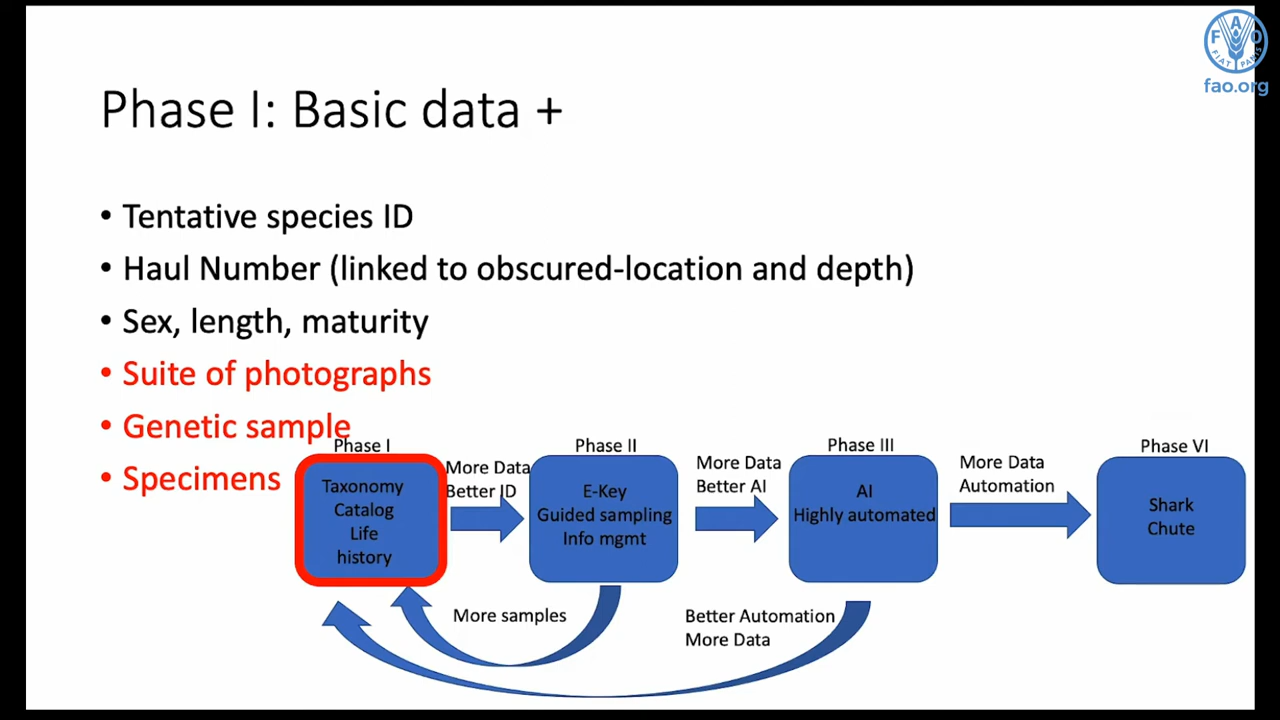 F A O
FIAT PANIS
fao.org
Phase I: Basic data +
• Tentative species ID
• Haul Number (linked to obscured-location and depth)
• Sex, length, maturity
• Suite of photographs
• Genetic sample
• Specimens
Phase I
Taxonomy
Catalog
Life
history
More Data
Better ID
Phase II
E-Key
Guided sampling
Info mgmt
More Data
Better AI
Phase III
AI
Highly automated
More Data
Automation
Phase VI
Shark
Chute
More samples
Better Automation
More Data